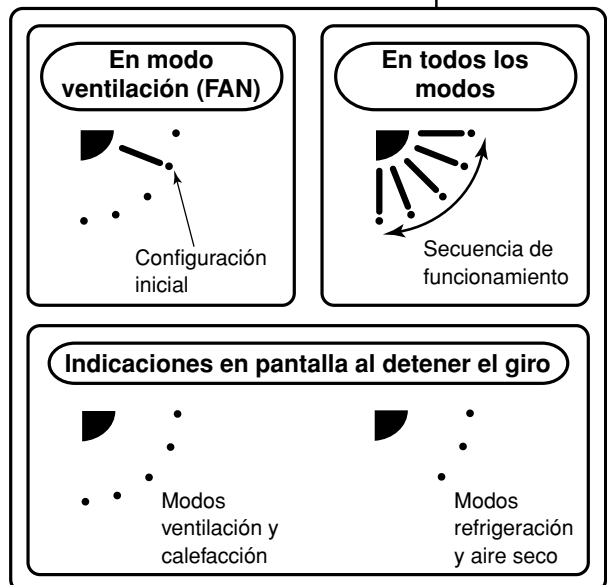 En modo
ventilación (FAN)
Configuración
inicial
En todos los
modos
Secuencia de
funcionamiento
Indicaciones en pantalla al detener el giro
Modos
ventilación y
calefacción
Modos
refrigeración
y aire seco